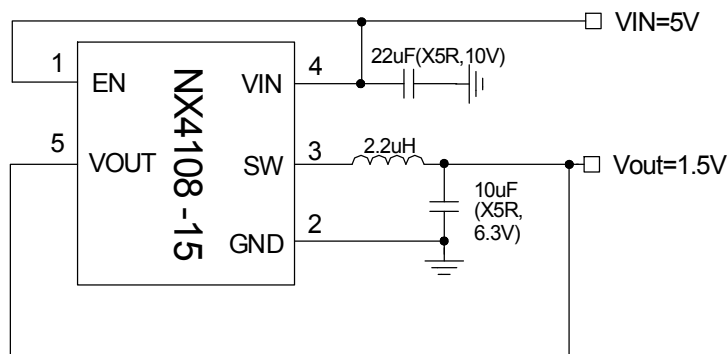 VIN=5V
1
EN
VIN
4
22uF(X5R,10V)
NX4108 -15
5
VOUT
SW
3
2.2uH
Vout=1.5V
10uF
(X5R,
6.3V)
GND
2